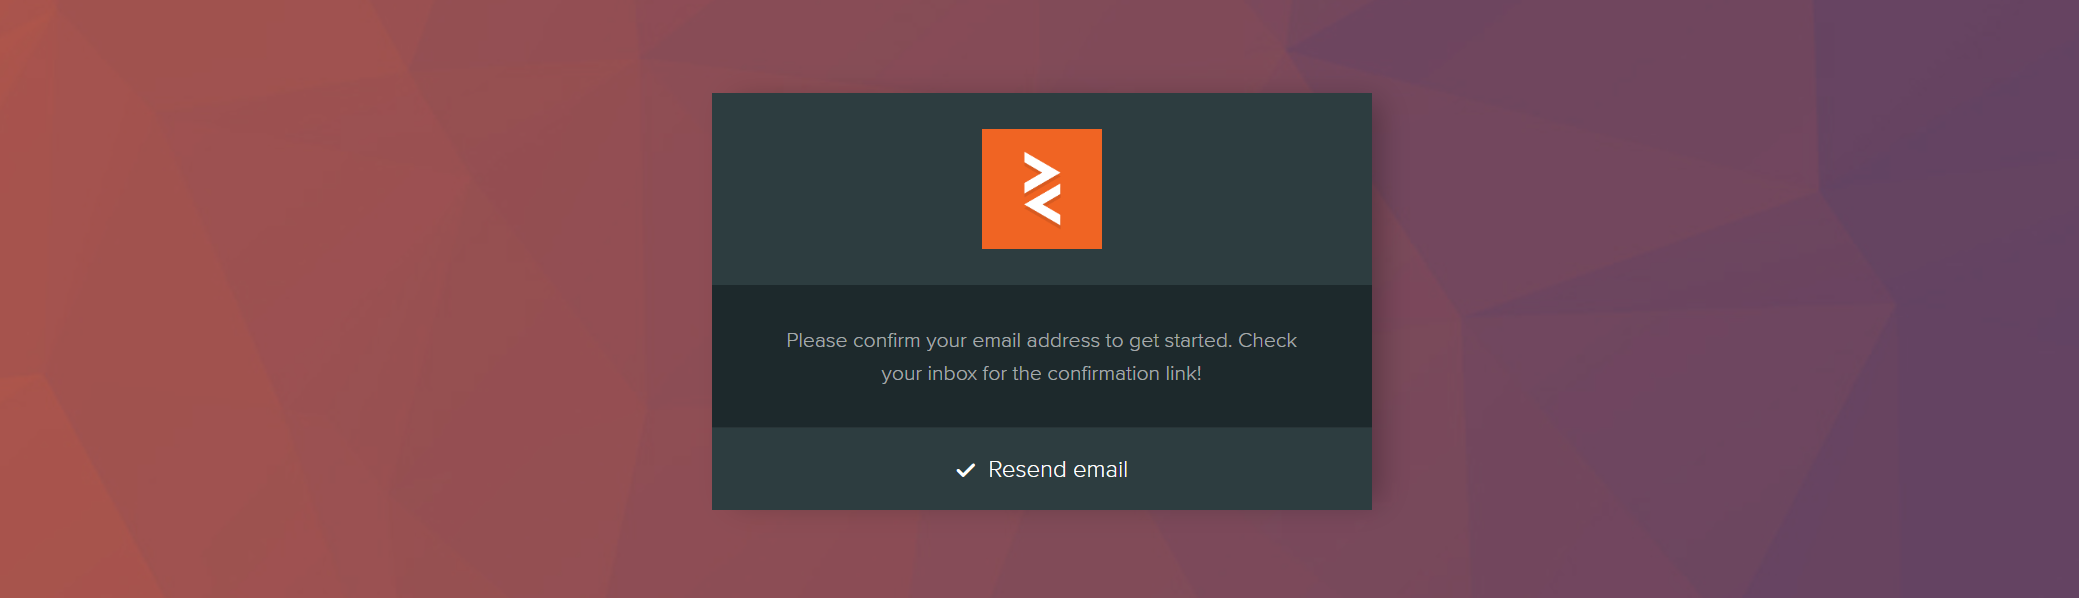 Please confirm your email address to get started. Check
your inbox for the confirmation link!
Resend email